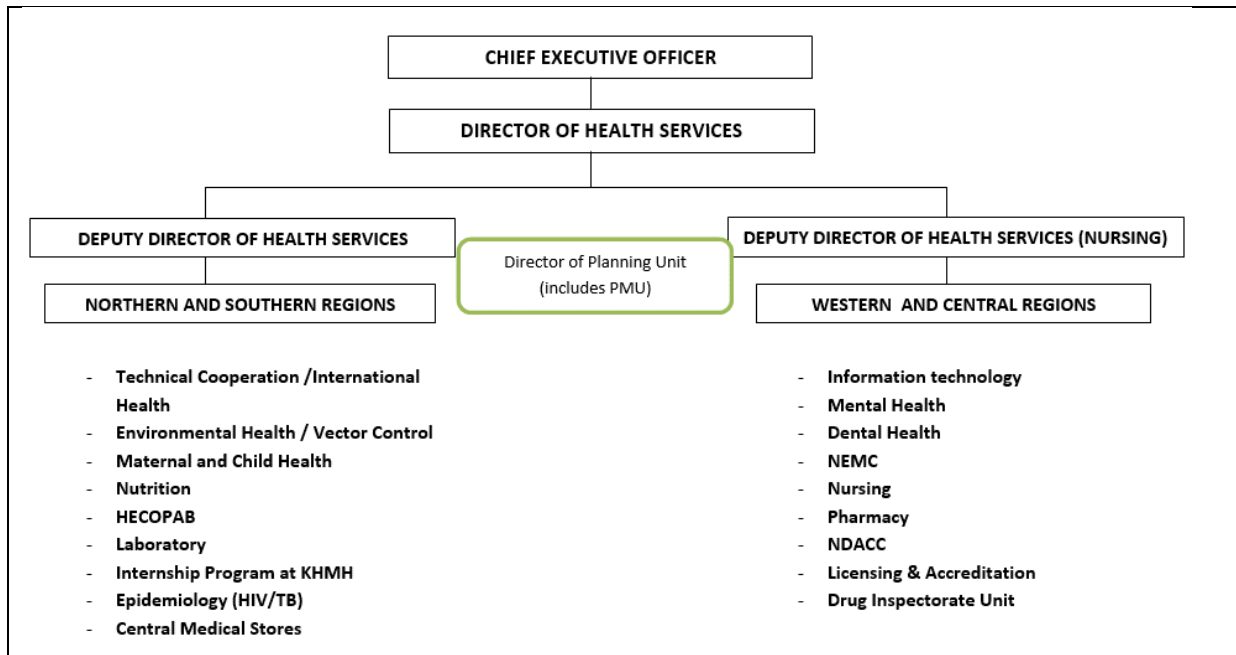 CHIEF EXECUTIVE OFFICER
DIRECTOR OF HEALTH SERVICES
DEPUTY DIRECTOR OF HEALTH SERVICES
Director of Planning Unit
(includes PMU)
DEPUTY DIRECTOR OF HEALTH SERVICES (NURSING)
NORTHERN AND SOUTHERN REGIONS
WESTERN AND CENTRAL REGIONS
- Technical Cooperation /International
Health
- Environmental Health / Vector Control
- Maternal and Child Health
- Nutrition
- HECOPAB
- Laboratory
- Internship Program at KHMH
- Epidemiology (HIV/TB)
- Central Medical Stores
- Information technology
- Mental Health
- Dental Health
- NEMC
- Nursing
- Pharmacy
- NDACC
- Licensing & Accreditation
- Drug Inspectorate Unit